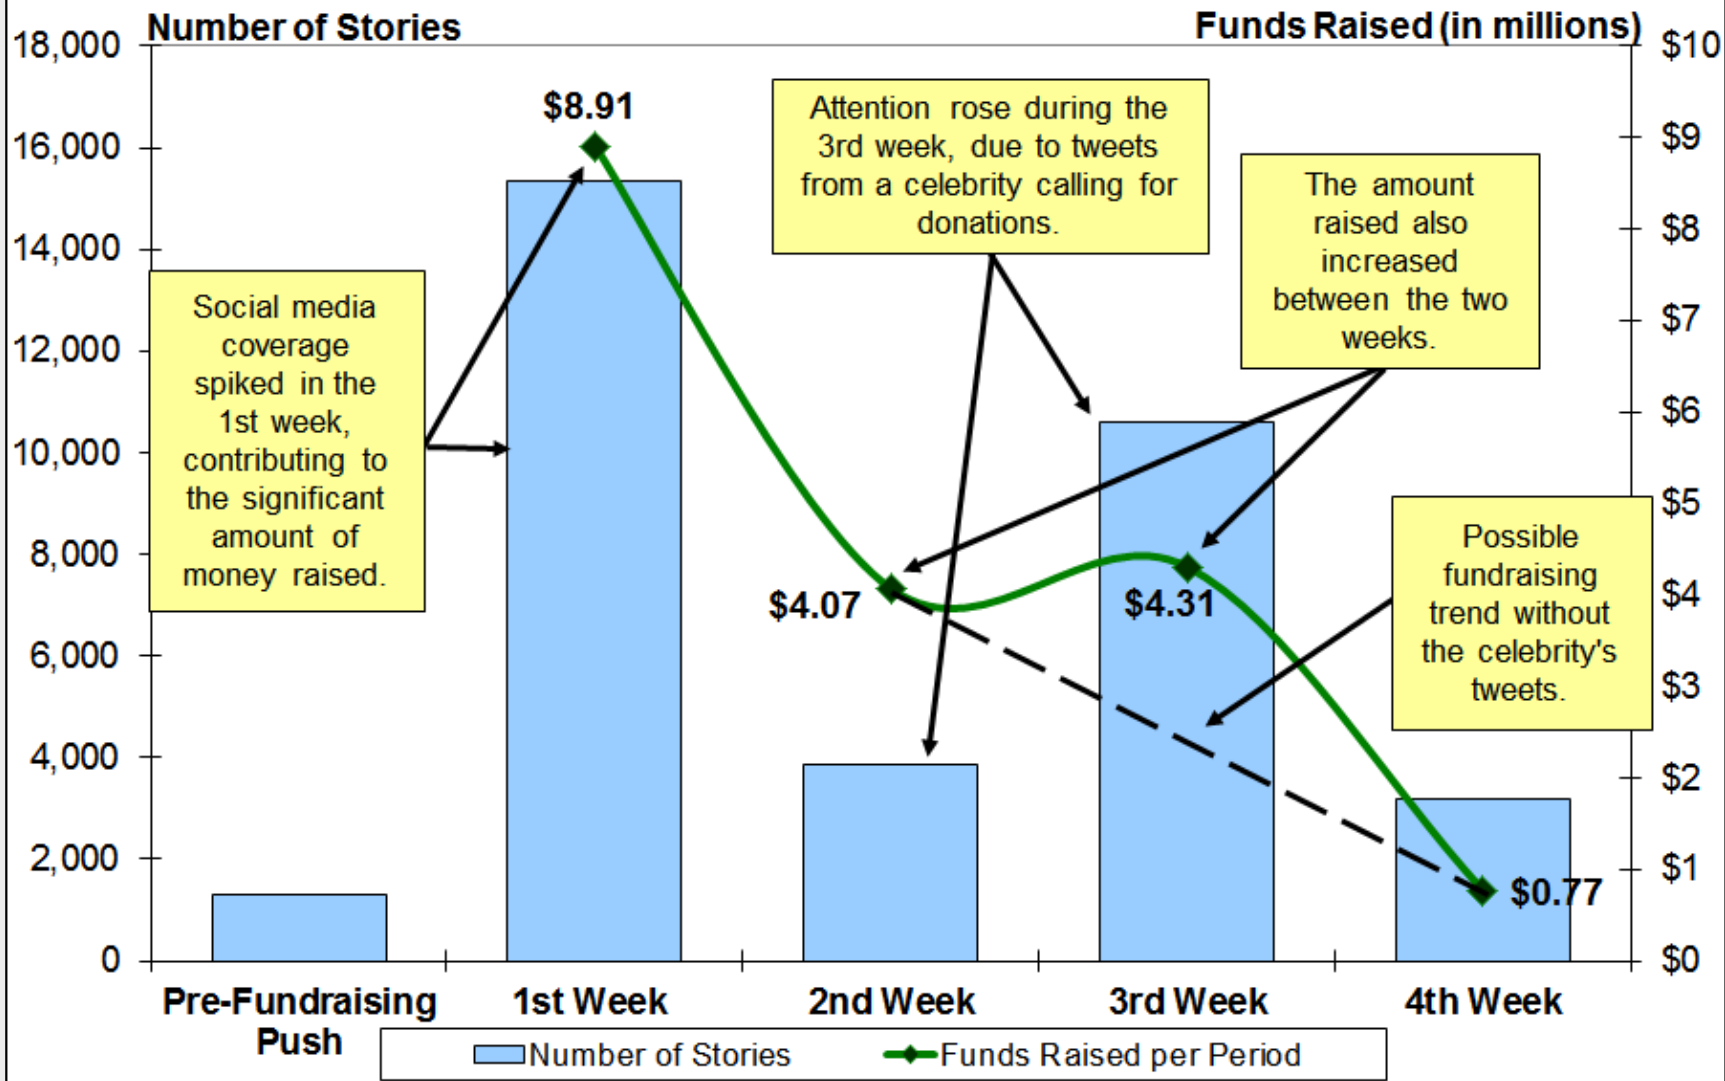 Number of Stories
Funds Raised (in millions)
18,000
16,000
14,000
12,000
10,000
8,000
6,000
4,000
2,000
0
$10
$9
$8
$7
$6
$5
$4
$3
$2
$1
$0
$8.91
$4.07
$4.31
$0.77
Social media
coverage
spiked in the
1st week,
contributing to
the significant
amount of
money raised.
Attention rose during the
3rd week, due to tweets
from a celebrity calling for
donations.
The amount
raised also
increased
between the two
weeks.
Possible
fundraising
trend without
the celebrity's
tweets.
Pre-Fundraising
Push
1st Week
2nd Week
3rd Week
4th Week
Number of Stories
Funds Raised per Period